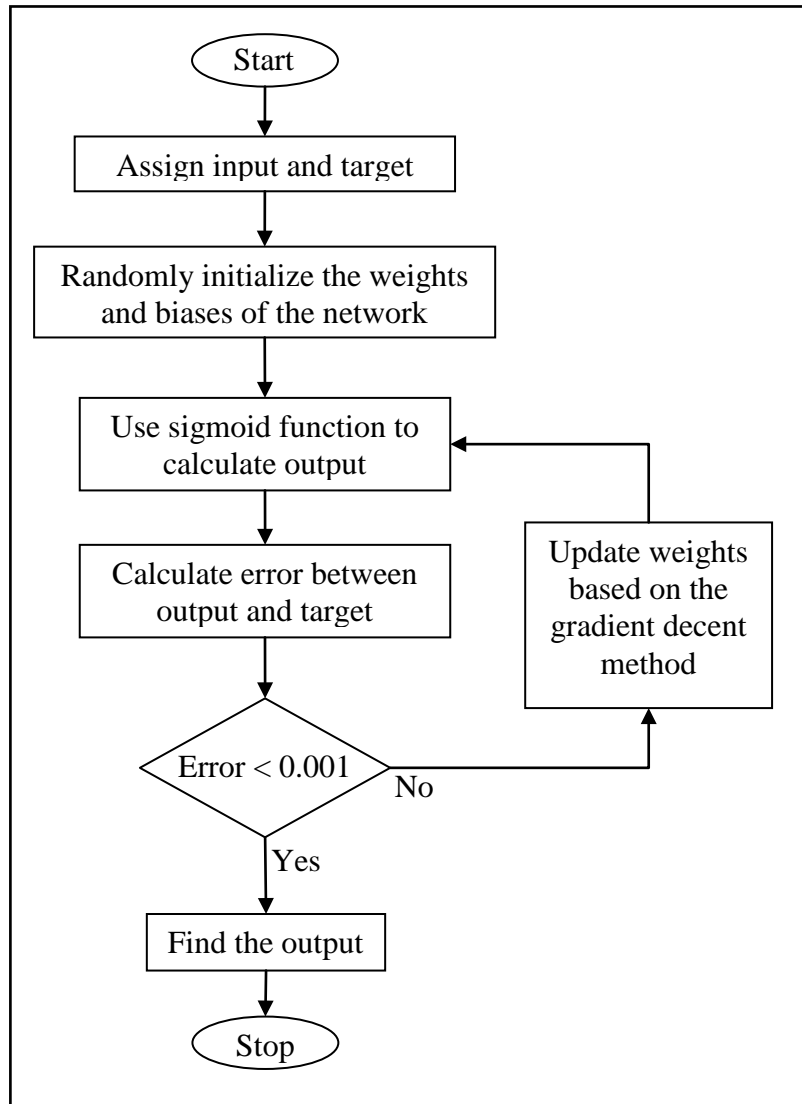 Start
Assign input and target
Randomly initialize the weights
and biases of the network
Use sigmoid function to
calculate output
Calculate error between
output and target
Update weights
based on the
gradient decent
method
Error < 0.001
No
Yes
Find the output
Stop